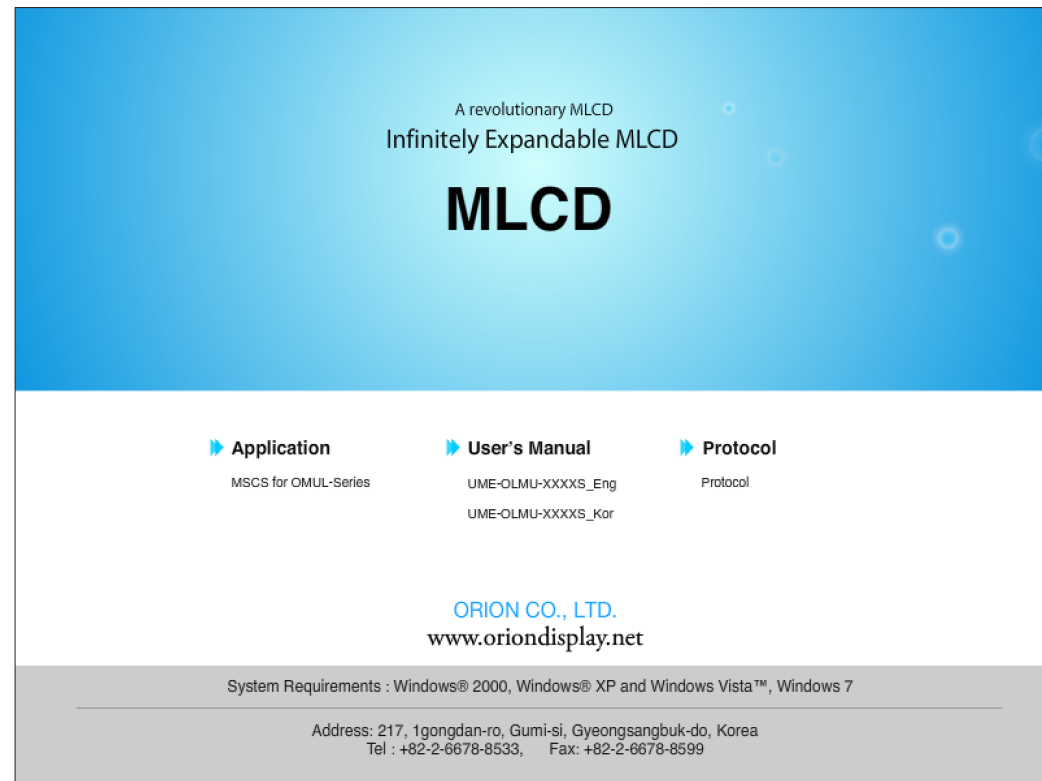 A revolutionary MLCD
Infinitely Expandable MLCD
MLCD
Application
MSCS for OMUL-Series
User's Manual
UME-OLMU-XXXXS_Eng
UME-OLMU-XXXXS_Kor
Protocol
Protocol
ORION CO., LTD.
www.oriondisplay.net
System Requirements : Windows® 2000, Windows® XP and Windows Vista™, Windows 7
Address: 217, 1gongdan-ro, Gumi-si, Gyeongsangbuk-do, Korea
Tel : +82-2-6678-8533, Fax: +82-2-6678-8599